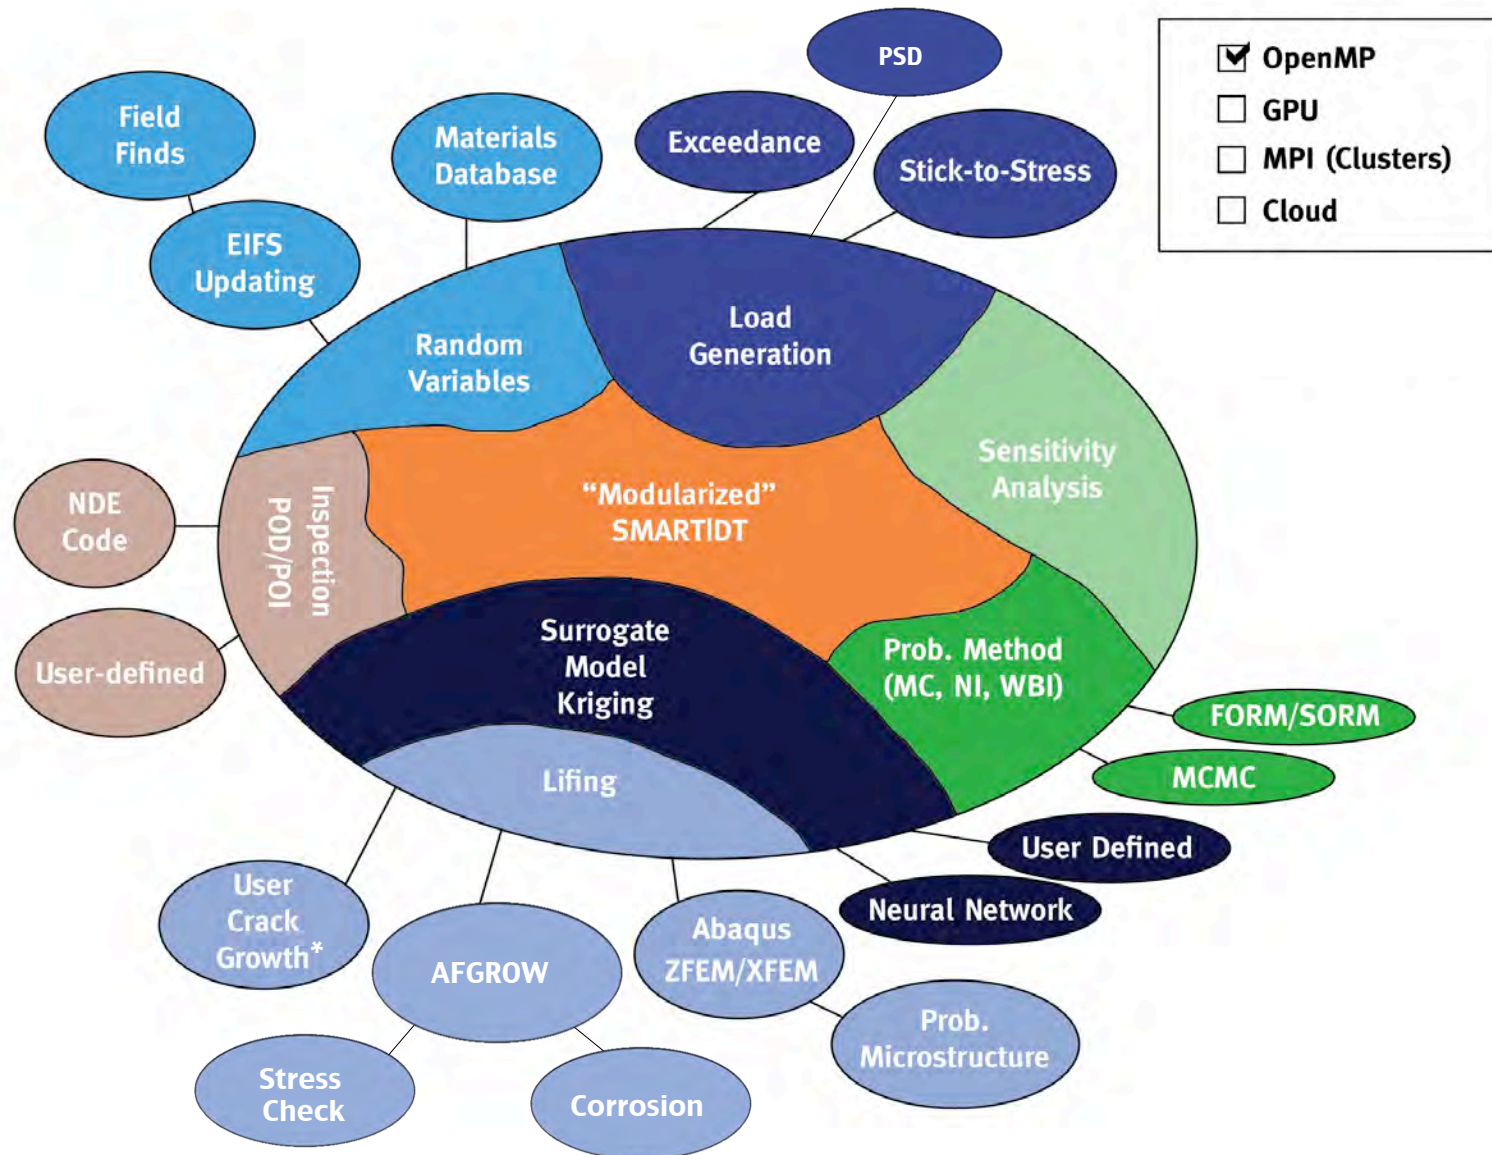 PSD
OpenMP
GPU
MPI (Clusters)
Cloud
Field
Finds
Materials
Database
Exceedance
Stick-to-Stress
EIFS
Updating
Random
Variables
Load
Generation
Sensitivity
Analysis
NDE
Code
Inspection
POD/POI
“Modularized”
SMART|DT
User-defined
Surrogate
Model
Kriging
Prob. Method
(MC, NI, WBI)
FORM/SORM
MCMC
Lifing
User Defined
Neural Network
User
Crack
Growth*
AFGROW
Abaqus
ZFEM/XFEM
Prob.
Microstructure
Stress
Check
Corrosion